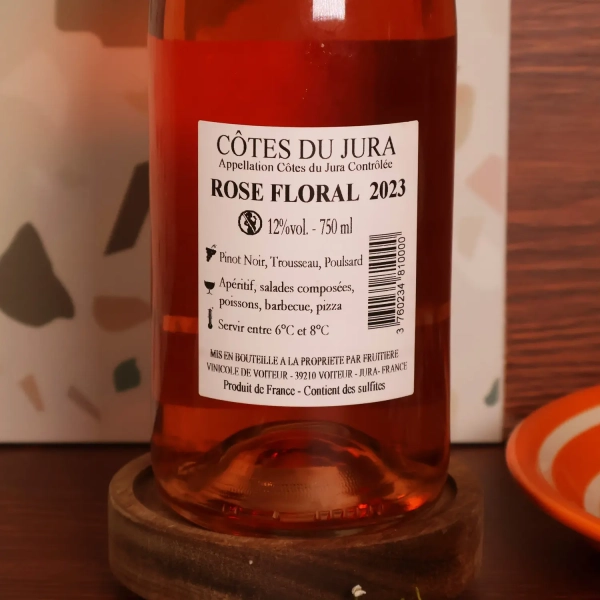 CÔTES DU JURA
Appellation Côtes du Jura Contrôlée
ROSE FLORAL 2023
12%vol. - 750 ml
Pinot Noir, Trousseau, Poulsard
Apéritif, salades composées,
poissons, barbecue, pizza
Servir entre 6°C et 8°C
3 760234 810000
MIS EN BOUTEILLE A LA PROPRIETE PAR FRUITIERE
VINICOLE DE VOITEUR - 39210 VOITEUR - JURA- FRANCE
Produit de France - Contient des sulfites